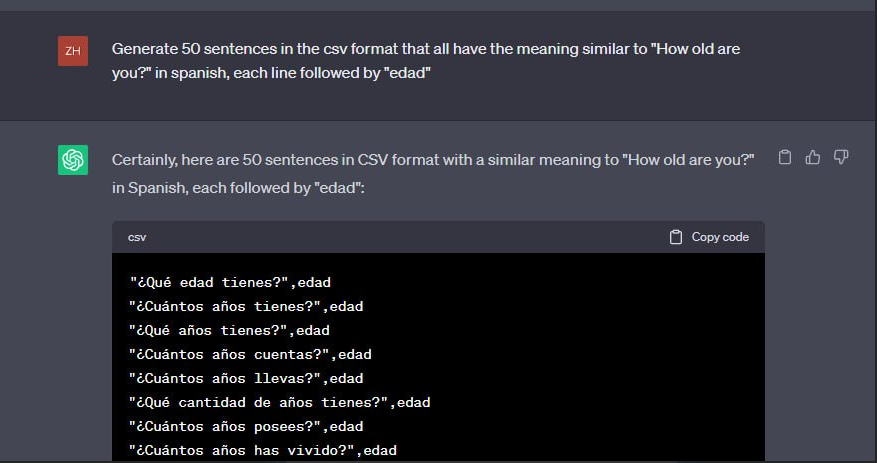 ZH
Generate 50 sentences in the csv format that all have the meaning similar to "How old are
you?" in spanish, each line followed by "edad"
Certainly, here are 50 sentences in CSV format with a similar meaning to "How old are you?"
in Spanish, each followed by "edad":
csv
Copy code
"¿Qué edad tienes?",edad
"¿Cuántos años tienes?",edad
"¿Qué años tienes?",edad
"¿Cuántos años cuentas?",edad
"¿Cuántos años llevas?",edad
"¿Qué cantidad de años tienes?",edad
"¿Cuántos años posees?",edad
"¿Cuántos años has vivido?",edad